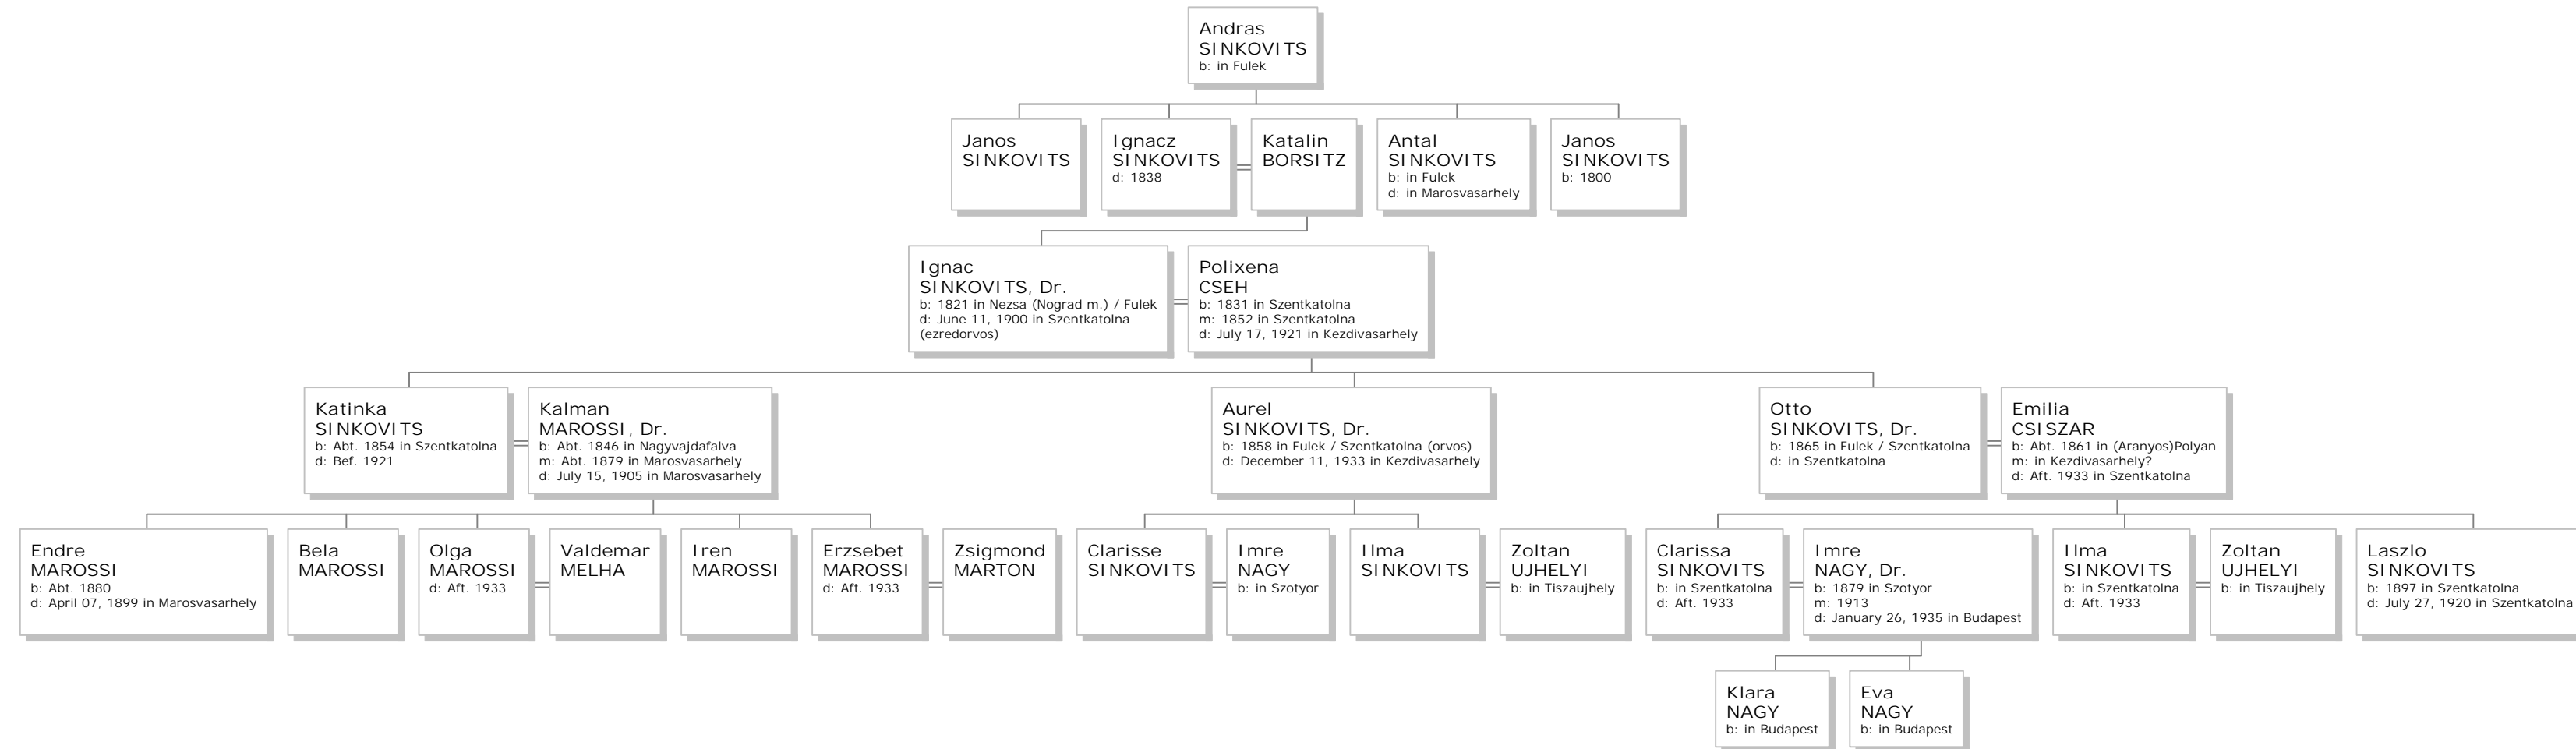 Andras
SINKOVITS
b: in Fulek
Janos
SINKOVITS
Ignacz
SINKOVITS
d: 1838
Katalin
BORSITZ
Antal
SINKOVITS
b: in Fulek
d: in Marosvasarhely
Janos
SINKOVITS
b: 1800
Ignac
SINKOVITS, Dr.
b: 1821 in Nezsa (Nograd m.) / Fulek
d: June 11, 1900 in Szentkatolna
(ezredorvos)
Polixena
CSEH
b: 1831 in Szentkatolna
m: 1852 in Szentkatolna
d: July 17, 1921 in Kezdivasarhely
Katinka
SINKOVITS
b: Abt. 1854 in Szentkatolna
d: Bef. 1921
Kalman
MAROSSI, Dr.
b: Abt. 1846 in Nagyvajdafalva
m: Abt. 1879 in Marosvasarhely
d: July 15, 1905 in Marosvasarhely
Aurel
SINKOVITS, Dr.
b: 1858 in Fulek / Szentkatolna (orvos)
d: December 11, 1933 in Kezdivasarhely
Otto
SINKOVITS, Dr.
b: 1865 in Fulek / Szentkatolna
d: in Szentkatolna
Emilia
CSISZAR
b: Abt. 1861 in (Aranyos)Polyan
m: in Kezdivasarhely?
d: Aft. 1933 in Szentkatolna
Endre
MAROSSI
b: Abt. 1880
d: April 07, 1899 in Marosvasarhely
Bela
MAROSSI
Olga
MAROSSI
d: Aft. 1933
Valdemar
MELHA
Iren
MAROSSI
Erzsebet
MAROSSI
d: Aft. 1933
Zsigmond
MARTON
Clarisse
SINKOVITS
Imre
NAGY
b: in Szotyor
Ilma
SINKOVITS
Zoltan
UJHELYI
b: in Tiszaujhely
Clarissa
SINKOVITS
b: in Szentkatolna
d: Aft. 1933
Imre
NAGY, Dr.
b: 1879 in Szotyor
m: 1913
d: January 26, 1935 in Budapest
Ilma
SINKOVITS
b: in Szentkatolna
d: Aft. 1933
Zoltan
UJHELYI
b: in Tiszaujhely
Laszlo
SINKOVITS
b: 1897 in Szentkatolna
d: July 27, 1920 in Szentkatolna
Klara
NAGY
b: in Budapest
Eva
NAGY
b: in Budapest